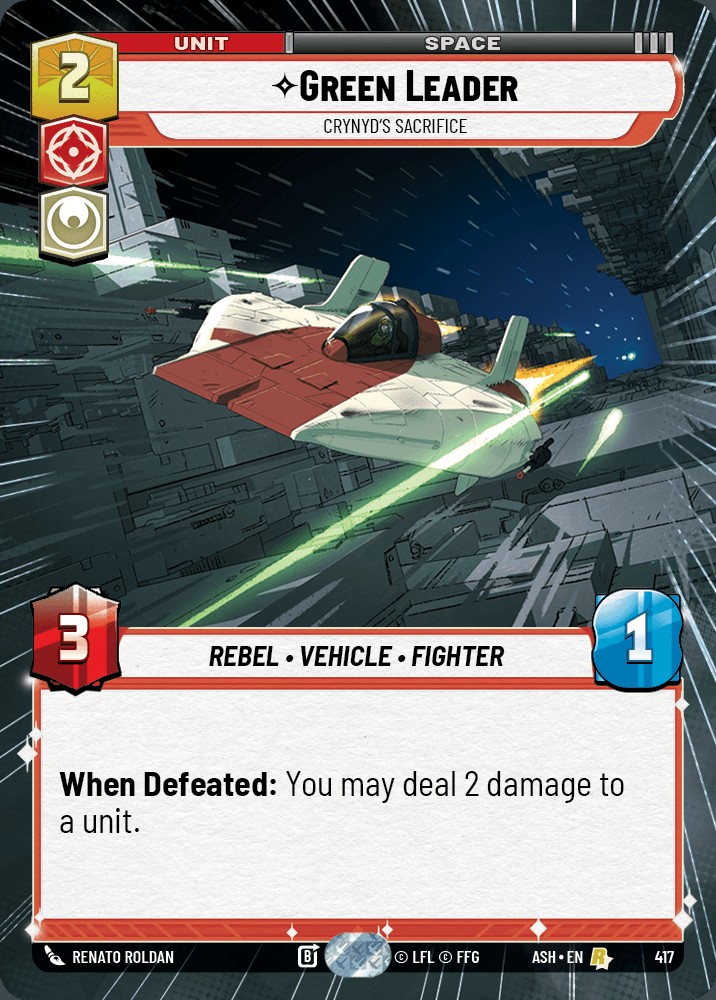 UNIT
SPACE
2
GREEN LEADER
CRYNYD'S SACRIFICE
3
REBEL • VEHICLE • FIGHTER
1
When Defeated: You may deal 2 damage to
a unit.
RENATO ROLDAN
B
© LFL © FFG
ASH • EN
R
417